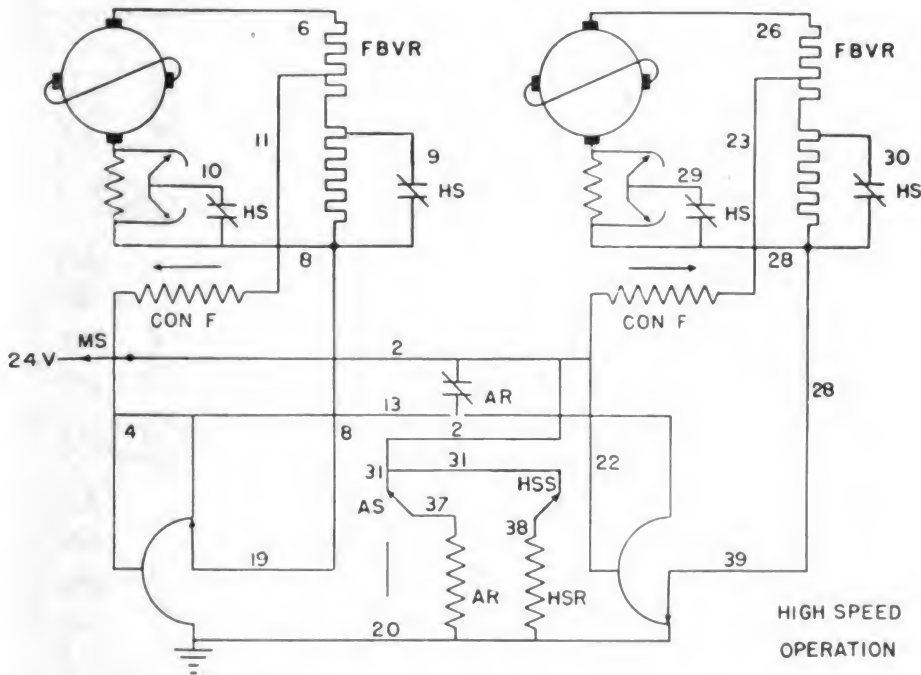 6
FBVR
26
FBVR
11
9
23
30
10
HS
HS
29
HS
HS
8
28
CON F
CON F
MS
24V
2
AR
28
13
4
8
2
31
31
22
HSS
AS
37
38
19
39
AR
HSR
20
HIGH SPEED
OPERATION